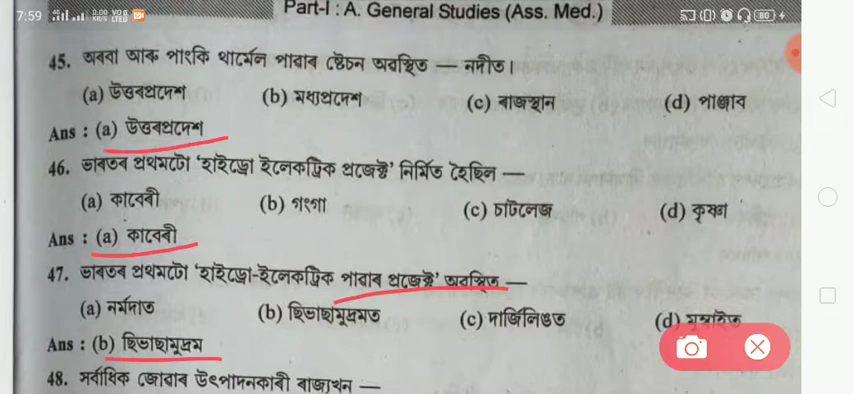 7:59 80
Part-I : A. General Studies (Ass. Med.)
45. অৰবা আৰু পাংকি থাৰ্মেল পাৱাৰ ষ্টেচন অৱস্থিত — নদীত।
(a) উত্তৰপ্ৰদেশ (b) মধ্যপ্ৰদেশ (c) ৰাজস্থান (d) পাঞ্জাব
Ans : (a) উত্তৰপ্ৰদেশ
46. ভাৰতৰ প্ৰথমটো ‘হাইড্ৰো ইলেকট্ৰিক প্ৰজেক্ট’ নিৰ্মিত হৈছিল —
(a) কাবেৰী (b) গংগা (c) চাটলেজ (d) কৃষ্ণা
Ans : (a) কাবেৰী
47. ভাৰতৰ প্ৰথমটো ‘হাইড্ৰো-ইলেকট্ৰিক পাৱাৰ প্ৰজেক্ট’ অৱস্থিত —
(a) নৰ্মদাত (b) ছিভাছামুদ্ৰমত (c) দাৰ্জিলিঙত (d) মুম্বাইত
Ans : (b) ছিভাছামূদ্ৰম
48. সৰ্বাধিক জোৱাৰ উৎপাদনকাৰী ৰাজ্যখন —